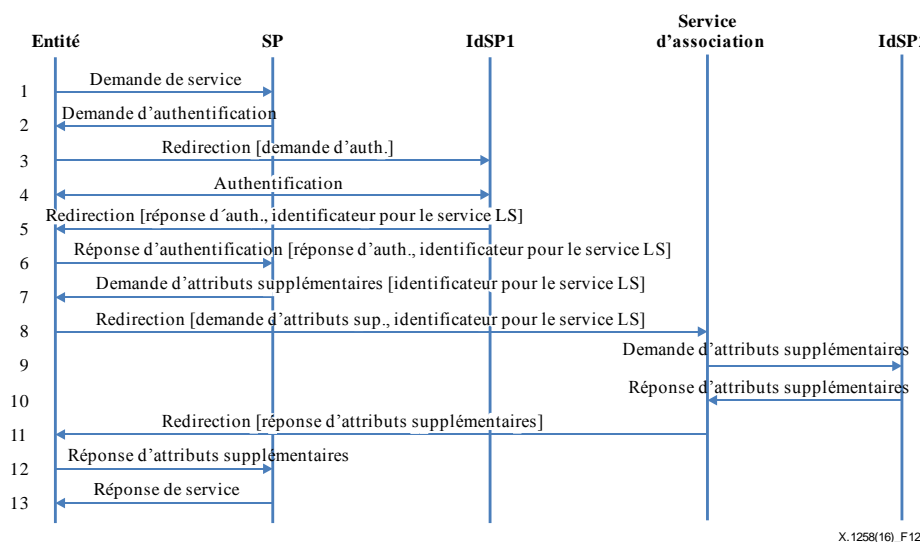 Entité
SP
IdSP1
Service
d'association
IdSP2
1
Demande de service
2
Demande d'authentification
3
Redirection [demande d'auth.]
4
Authentification
5
Redirection [réponse d´auth., identificateur pour le service LS]
6
Réponse d'authentification [réponse d'auth., identificateur pour le service LS]
7
Demande d'attributs supplémentaires [identificateur pour le service LS]
8
Redirection [demande d'attributs sup., identificateur pour le service LS]
9
Demande d'attributs supplémentaires
10
Réponse d'attributs supplémentaires
11
Redirection [réponse d'attributs supplémentaires]
12
Réponse d'attributs supplémentaires
13
Réponse de service
X.1258(16)_F12